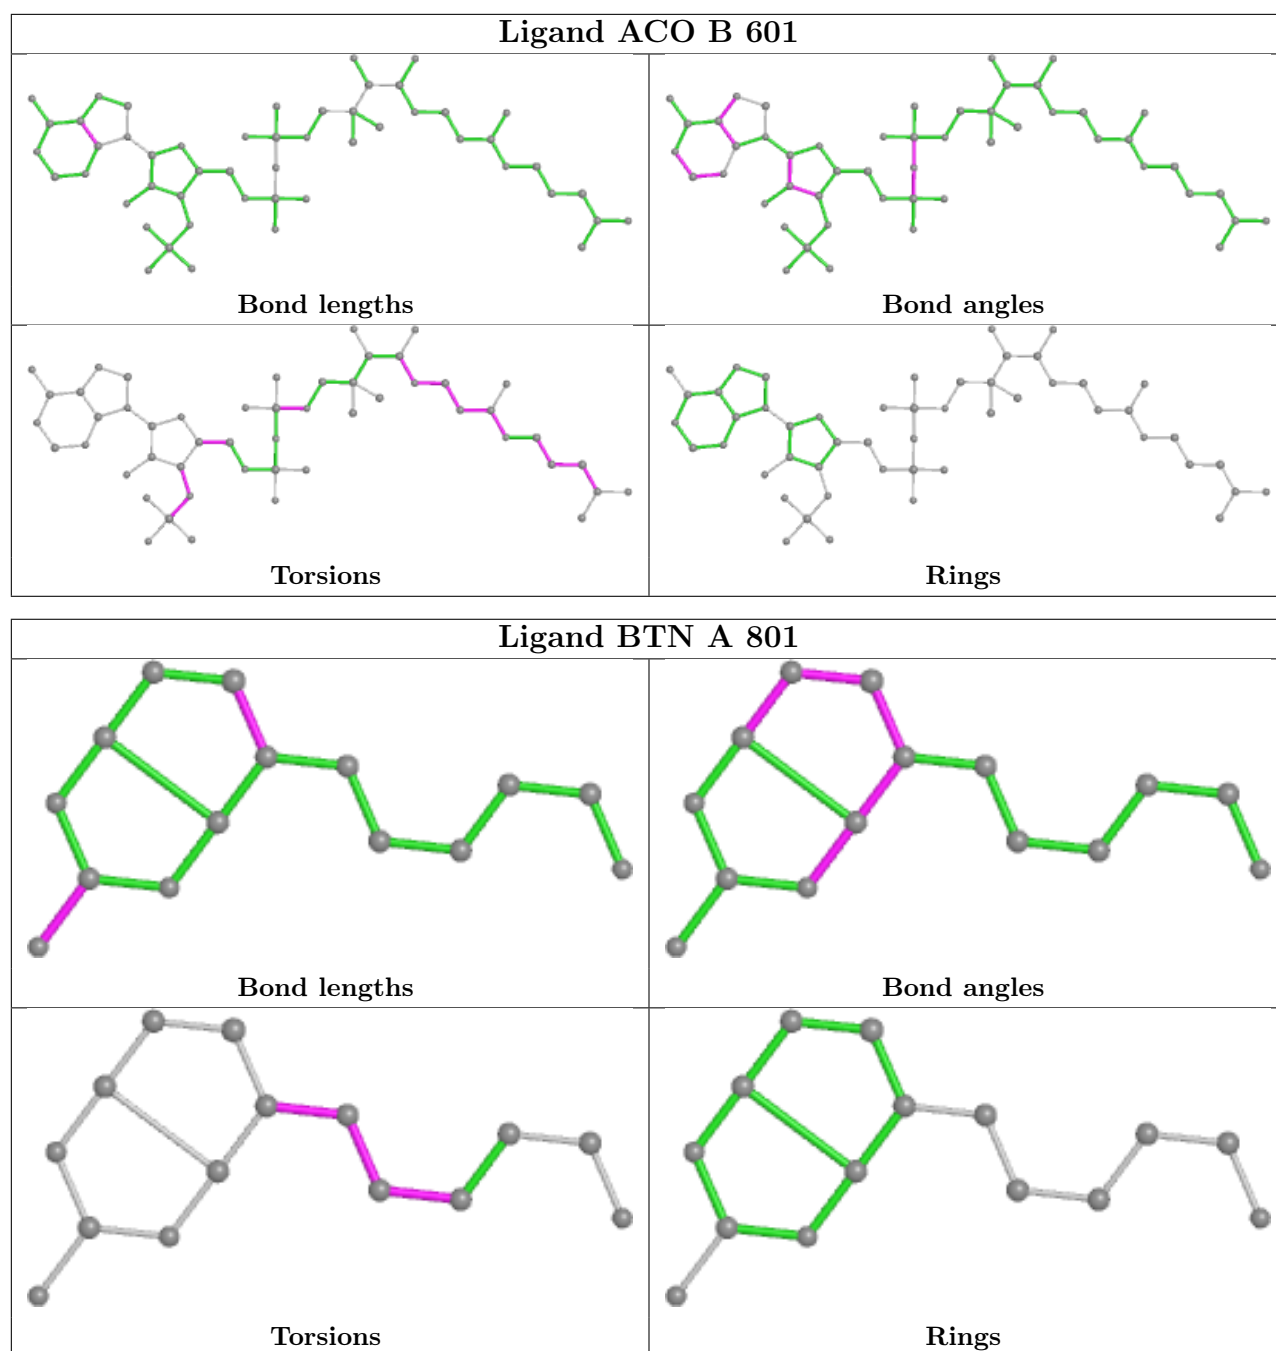 Ligand ACO B 601
Bond lengths
Bond angles
Torsions
Rings
Ligand BTN A 801
Bond lengths
Bond angles
Torsions
Rings